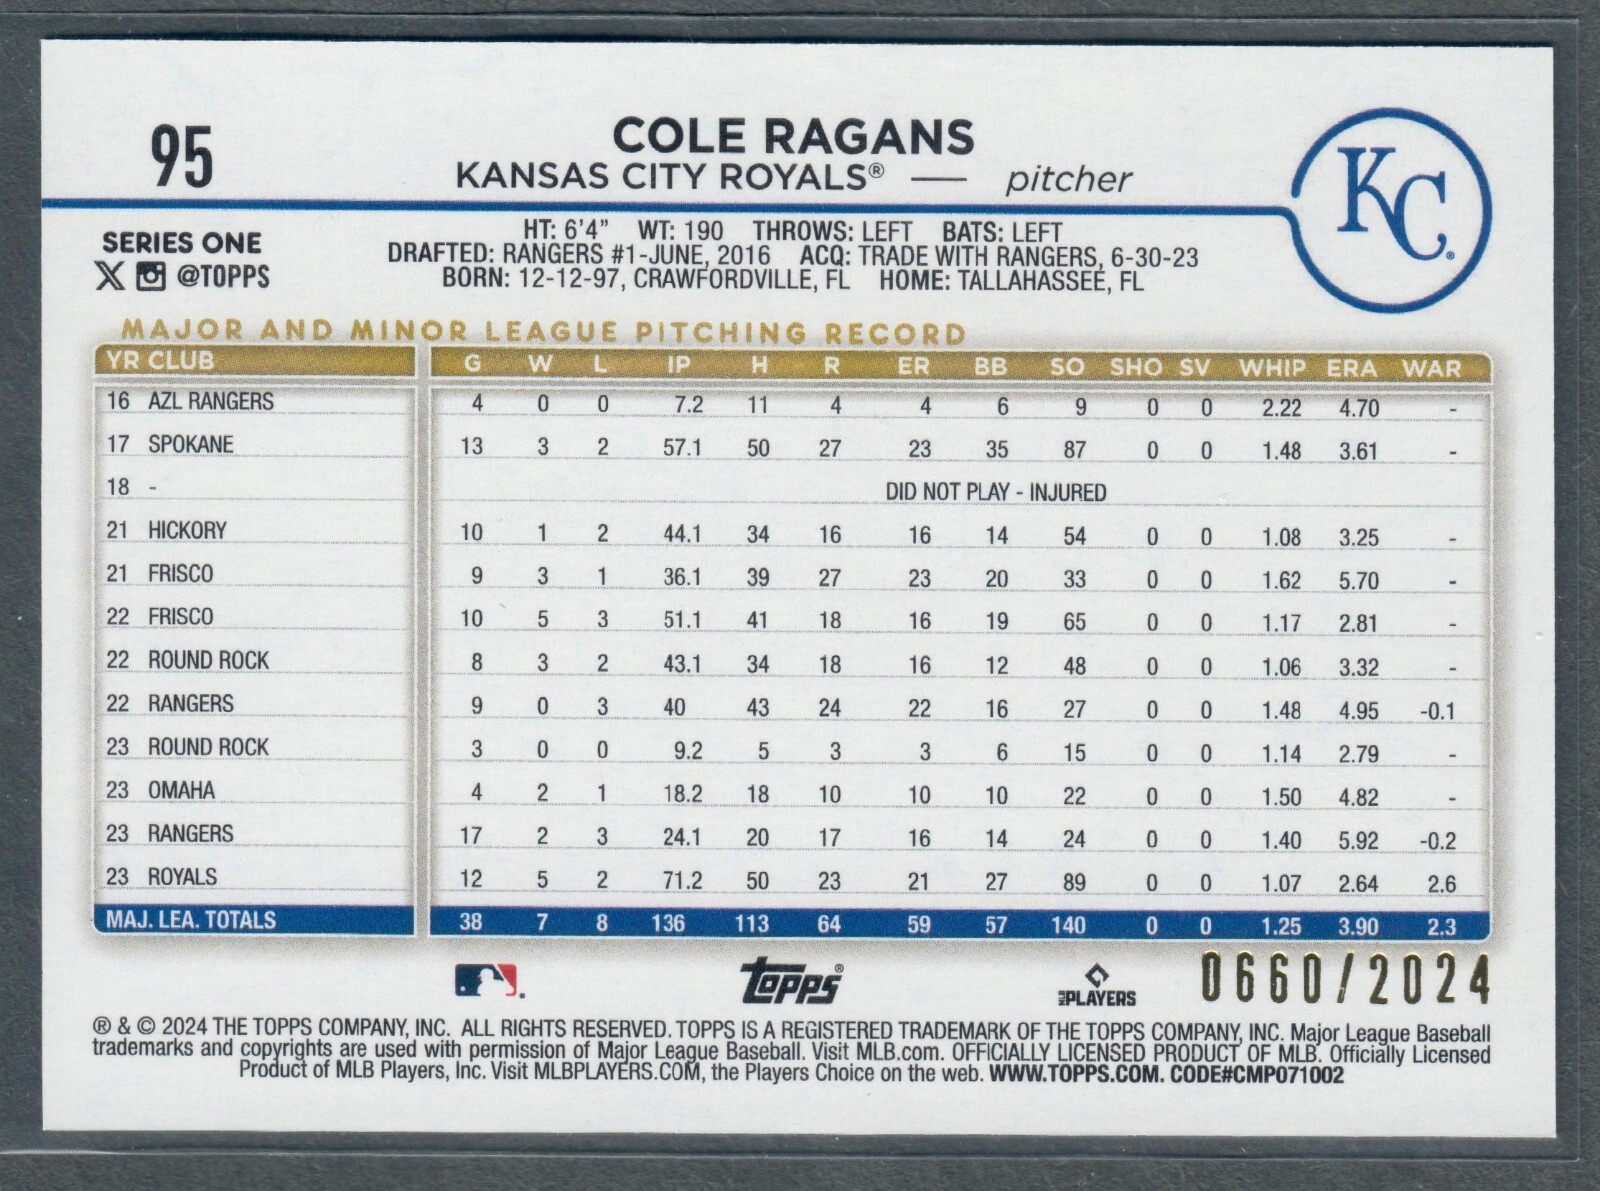 95
COLE RAGANS
KANSAS CITY ROYALS® — pitcher
KC
SERIES ONE
X @TOPPS
HT: 6'4" WT: 190 THROWS: LEFT BATS: LEFT
DRAFTED: RANGERS #1-JUNE, 2016 ACQ: TRADE WITH RANGERS, 6-30-23
BORN: 12-12-97, CRAWFORDVILLE, FL HOME: TALLAHASSEE, FL
MAJOR AND MINOR LEAGUE PITCHING RECORD
YR CLUB G W L IP H R ER BB SO SHO SV WHIP ERA WAR
16 AZL RANGERS 4 0 0 7.2 11 4 4 6 9 0 0 2.22 4.70 -
17 SPOKANE 13 3 2 57.1 50 27 23 35 87 0 0 1.48 3.61 -
18 - DID NOT PLAY - INJURED
21 HICKORY 10 1 2 44.1 34 16 16 14 54 0 0 1.08 3.25 -
21 FRISCO 9 3 1 36.1 39 27 23 20 33 0 0 1.62 5.70 -
22 FRISCO 10 5 3 51.1 41 18 16 19 65 0 0 1.17 2.81 -
22 ROUND ROCK 8 3 2 43.1 34 18 16 12 48 0 0 1.06 3.32 -
22 RANGERS 9 0 3 40 43 24 22 16 27 0 0 1.48 4.95 -0.1
23 ROUND ROCK 3 0 0 9.2 5 3 3 6 15 0 0 1.14 2.79 -
23 OMAHA 4 2 1 18.2 18 10 10 10 22 0 0 1.50 4.82 -
23 RANGERS 17 2 3 24.1 20 17 16 14 24 0 0 1.40 5.92 -0.2
23 ROYALS 12 5 2 71.2 50 23 21 27 89 0 0 1.07 2.64 2.6
MAJ. LEA. TOTALS 38 7 8 136 113 64 59 57 140 0 0 1.25 3.90 2.3
topps® MLB PLAYERS 0660/2024
® & © 2024 THE TOPPS COMPANY, INC. ALL RIGHTS RESERVED. TOPPS IS A REGISTERED TRADEMARK OF THE TOPPS COMPANY, INC. Major League Baseball
trademarks and copyrights are used with permission of Major League Baseball. Visit MLB.com. OFFICIALLY LICENSED PRODUCT OF MLB. Officially Licensed
Product of MLB Players, Inc. Visit MLBPLAYERS.COM, the Players Choice on the web. WWW.TOPPS.COM. CODE#CMP071002